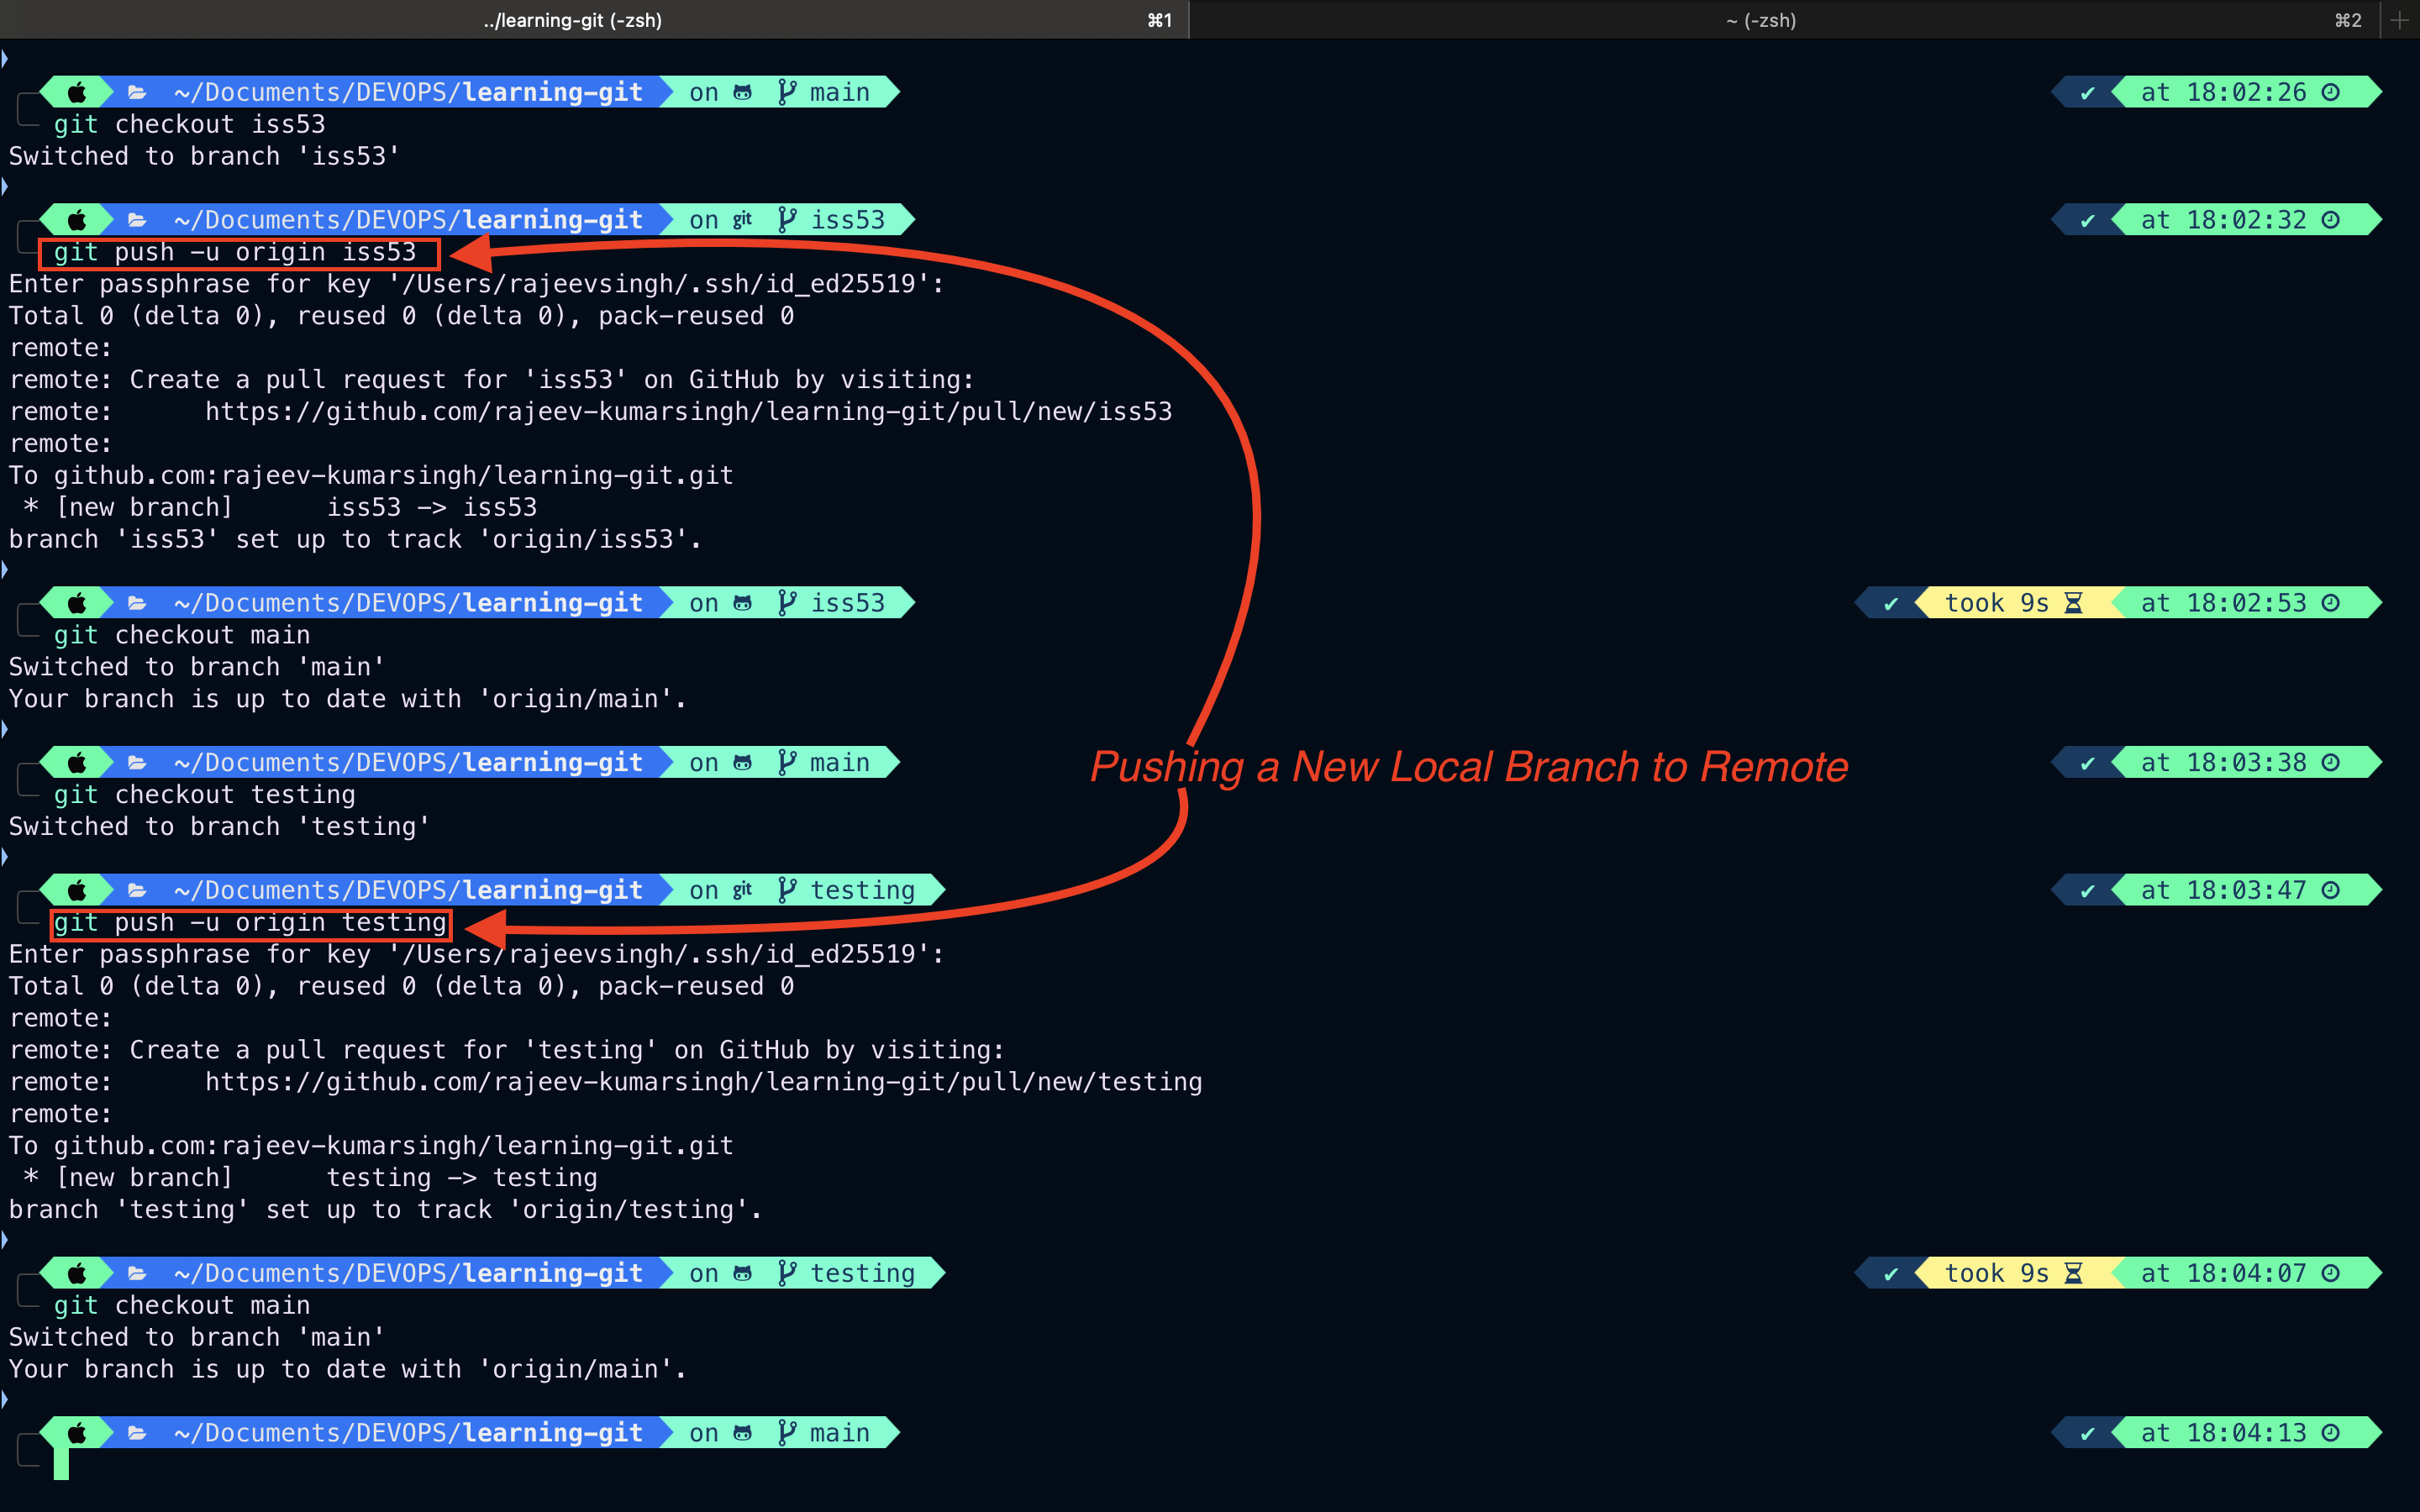 ../learning-git (-zsh) ⌘1 ~ (-zsh) ⌘2
~/Documents/DEVOPS/learning-git on main ✔ at 18:02:26
git checkout iss53
Switched to branch 'iss53'
~/Documents/DEVOPS/learning-git on git iss53 ✔ at 18:02:32
git push -u origin iss53
Enter passphrase for key '/Users/rajeevsingh/.ssh/id_ed25519':
Total 0 (delta 0), reused 0 (delta 0), pack-reused 0
remote:
remote: Create a pull request for 'iss53' on GitHub by visiting:
remote:      https://github.com/rajeev-kumarsingh/learning-git/pull/new/iss53
remote:
To github.com:rajeev-kumarsingh/learning-git.git
 * [new branch]      iss53 -> iss53
branch 'iss53' set up to track 'origin/iss53'.
~/Documents/DEVOPS/learning-git on iss53 ✔ took 9s at 18:02:53
git checkout main
Switched to branch 'main'
Your branch is up to date with 'origin/main'.
~/Documents/DEVOPS/learning-git on main ✔ at 18:03:38
Pushing a New Local Branch to Remote
git checkout testing
Switched to branch 'testing'
~/Documents/DEVOPS/learning-git on git testing ✔ at 18:03:47
git push -u origin testing
Enter passphrase for key '/Users/rajeevsingh/.ssh/id_ed25519':
Total 0 (delta 0), reused 0 (delta 0), pack-reused 0
remote:
remote: Create a pull request for 'testing' on GitHub by visiting:
remote:      https://github.com/rajeev-kumarsingh/learning-git/pull/new/testing
remote:
To github.com:rajeev-kumarsingh/learning-git.git
 * [new branch]      testing -> testing
branch 'testing' set up to track 'origin/testing'.
~/Documents/DEVOPS/learning-git on testing ✔ took 9s at 18:04:07
git checkout main
Switched to branch 'main'
Your branch is up to date with 'origin/main'.
~/Documents/DEVOPS/learning-git on main ✔ at 18:04:13